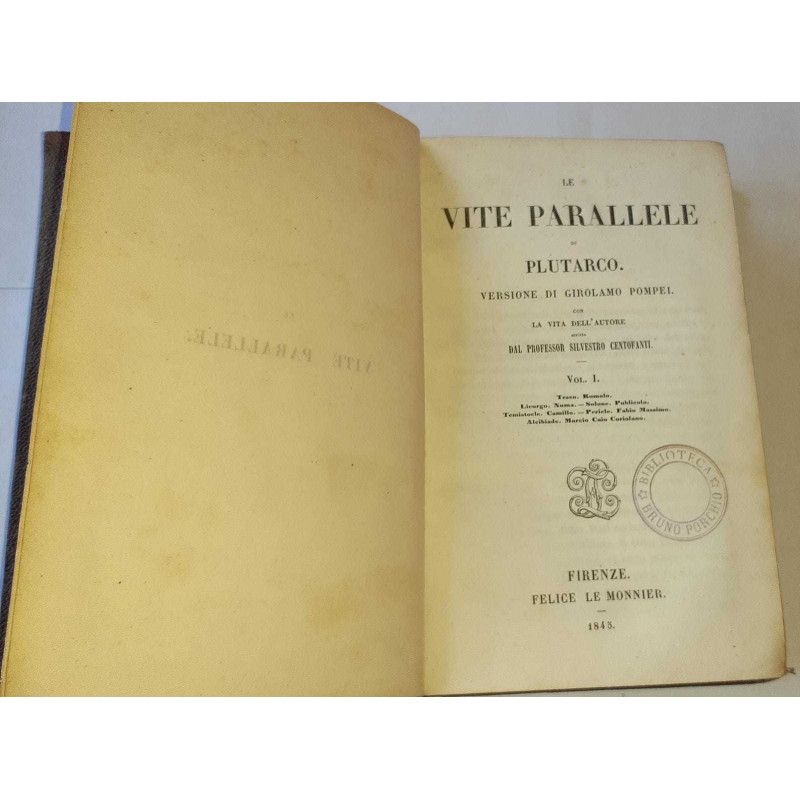 LE
VITE PARALLELE
DI
PLUTARCO.
VERSIONE DI GIROLAMO POMPEI.
CON
LA VITA DELL'AUTORE
DAL PROFESSOR SILVESTRO CENTOFANTI.
VOL. I.
Teseo. Romolo.
Licurgo. Numa. — Solone. Publicola.
Temistocle. Camillo. — Pericle. Fabio Massimo.
Alcibiade. Marcio Caio Coriolano.
BIBLIOTECA
BRUNO PORCHIO
FIRENZE.
FELICE LE MONNIER.
—
1845.
VITE PARALLELE.